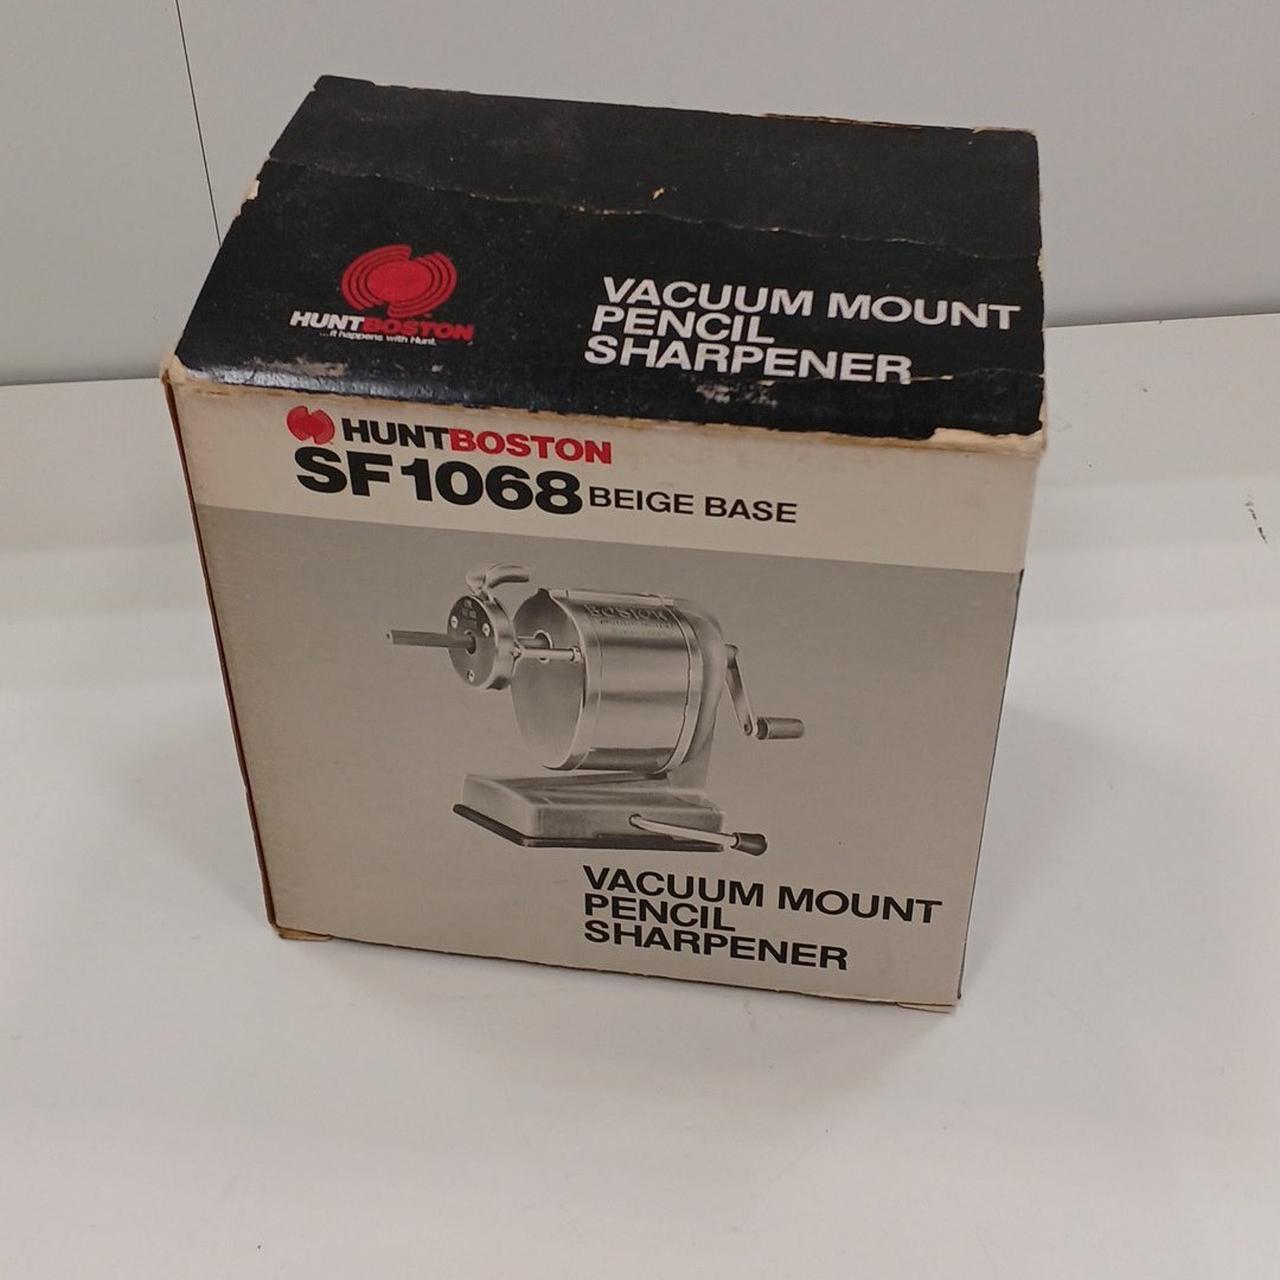 HUNTBOSTON
...it happens with Hunt.
VACUUM MOUNT
PENCIL
SHARPENER
HUNTBOSTON
SF1068 BEIGE BASE
BOSTON
VACUUM MOUNT
PENCIL
SHARPENER